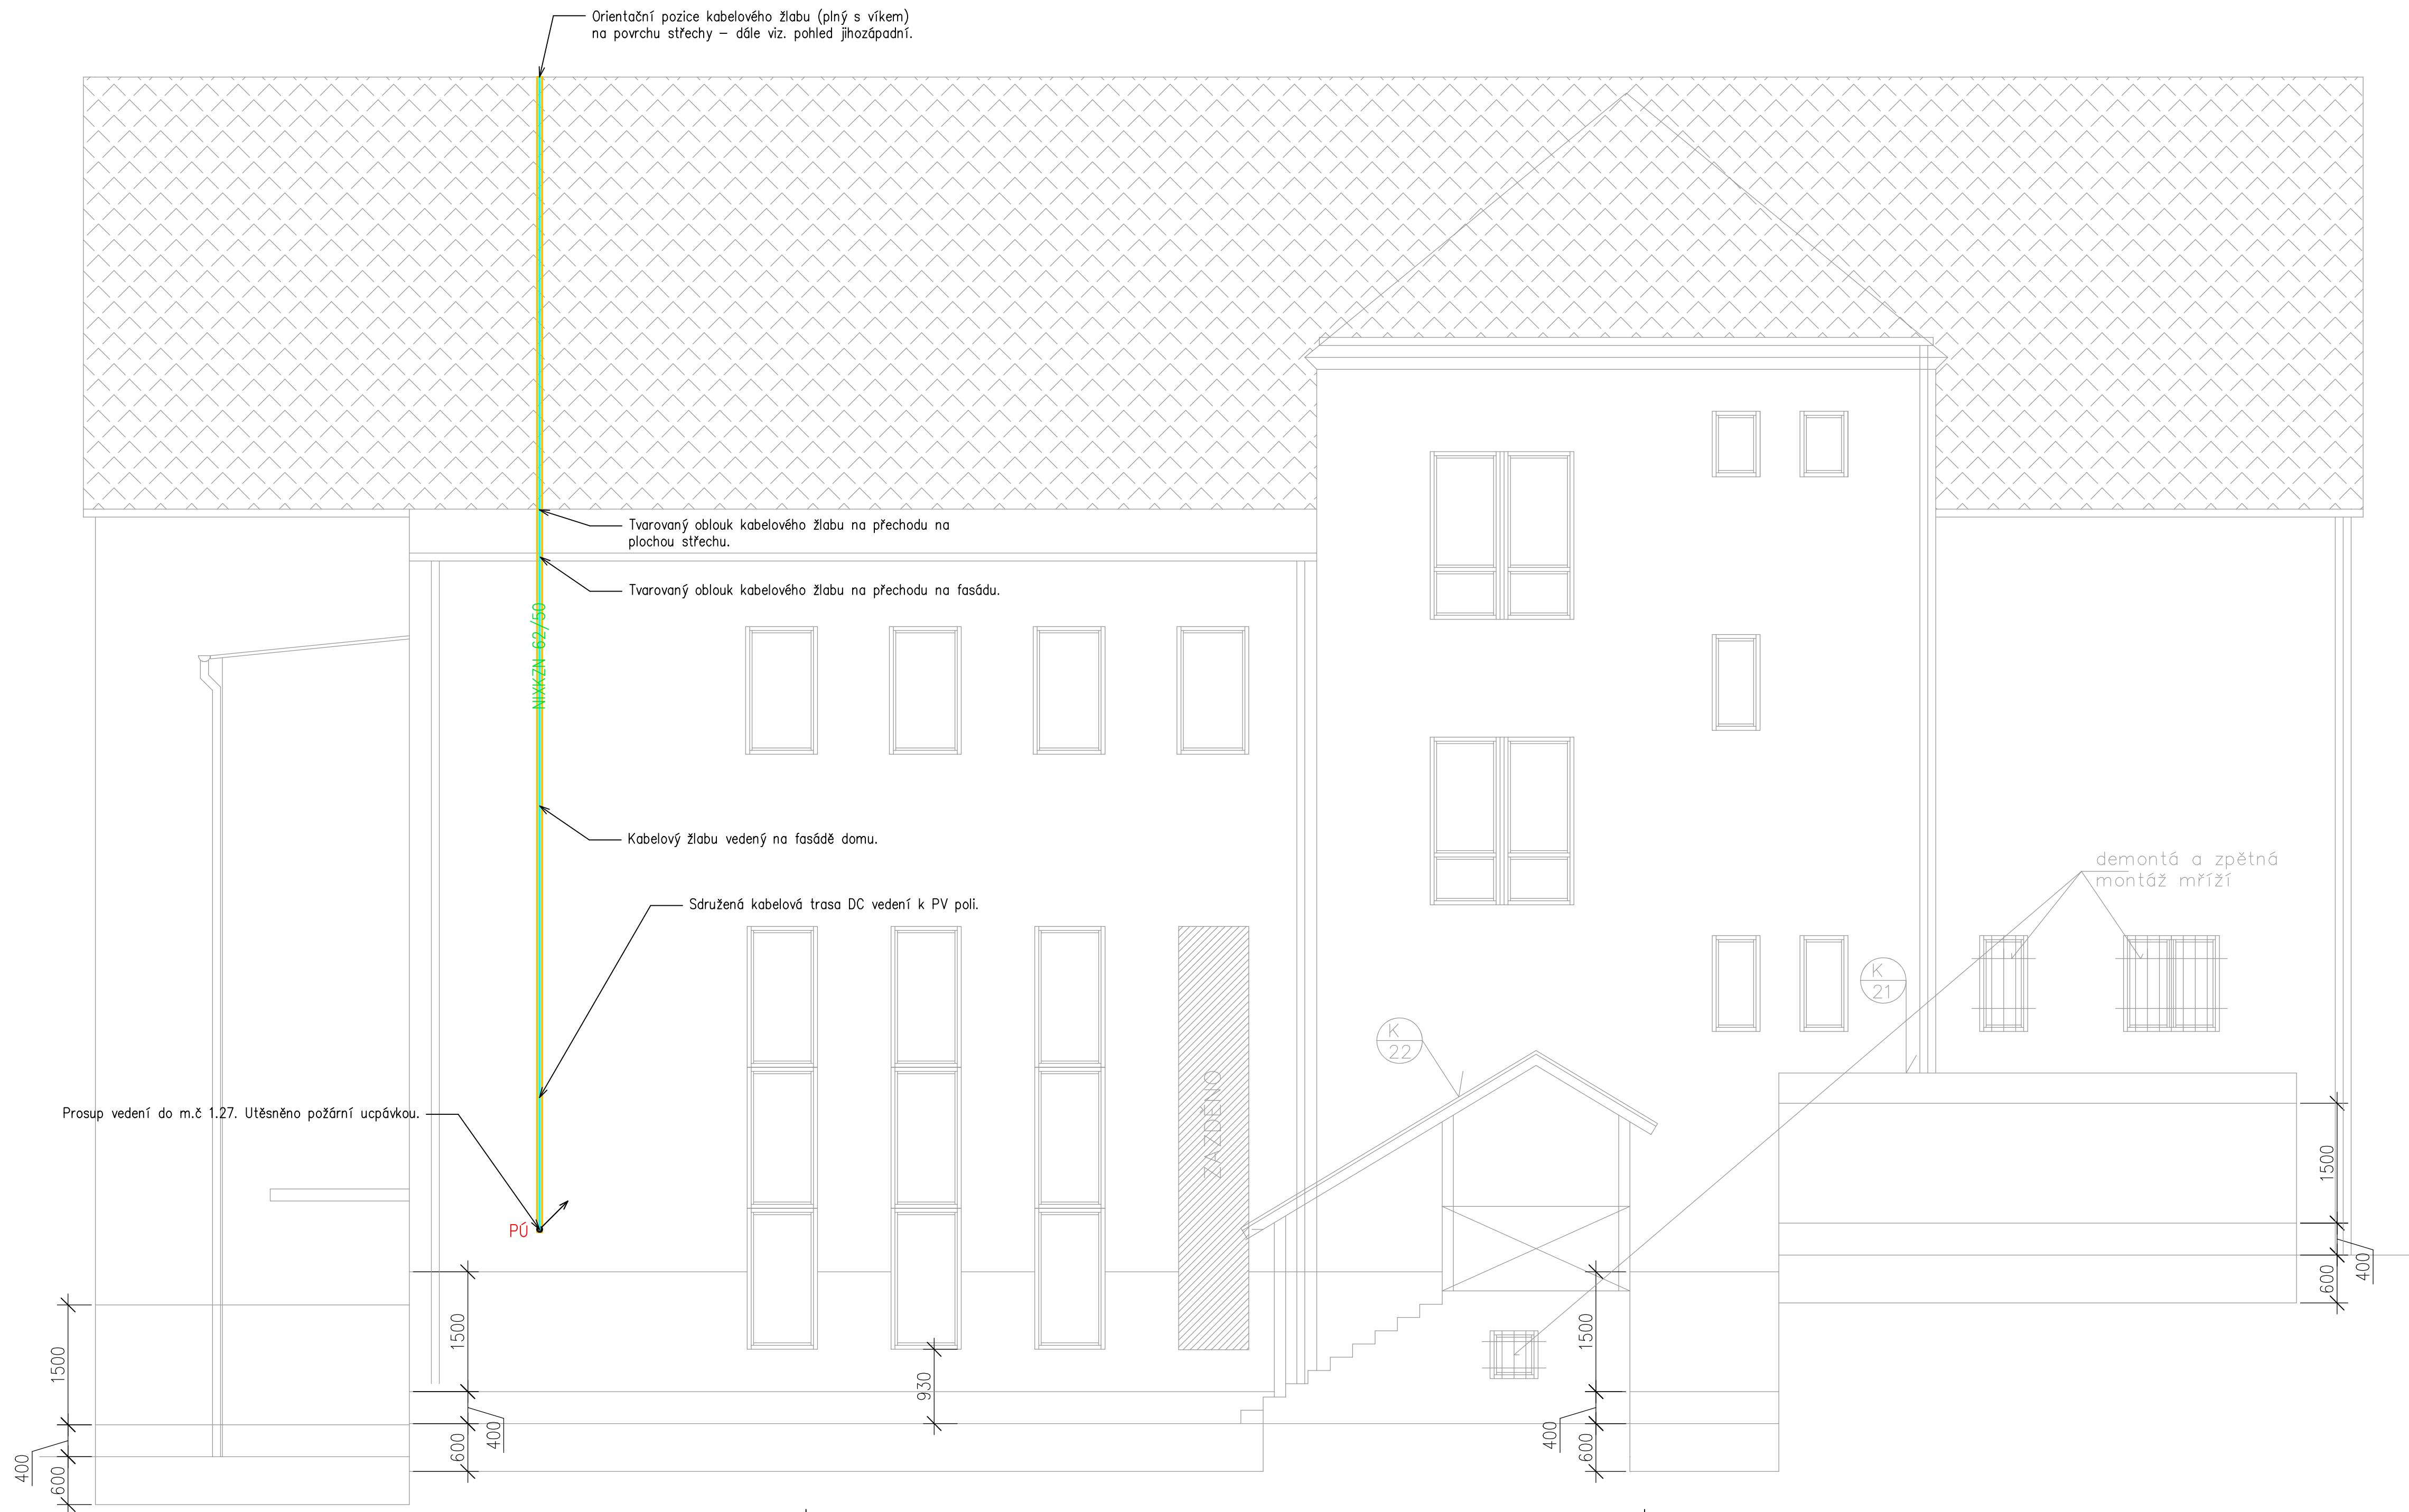 Orientační pozice kabelového žlabu (plný s víkem)
na povrchu střechy – dále viz. pohled jihozápadní.
Tvarovaný oblouk kabelového žlabu na přechodu na
plochou střechu.
Tvarovaný oblouk kabelového žlabu na přechodu na fasádu.
NIXKZN 62/50
Kabelový žlabu vedený na fasádě domu.
demontá a zpětná
montáž mříží
Sdružená kabelová trasa DC vedení k PV poli.
K
21
K
22
ZAZDĚNO
Prosup vedení do m.č 1.27. Utěsněno požární ucpávkou.
PÚ
1500
400
600
1500
400
600
930
1500
400
600
1500
400
600